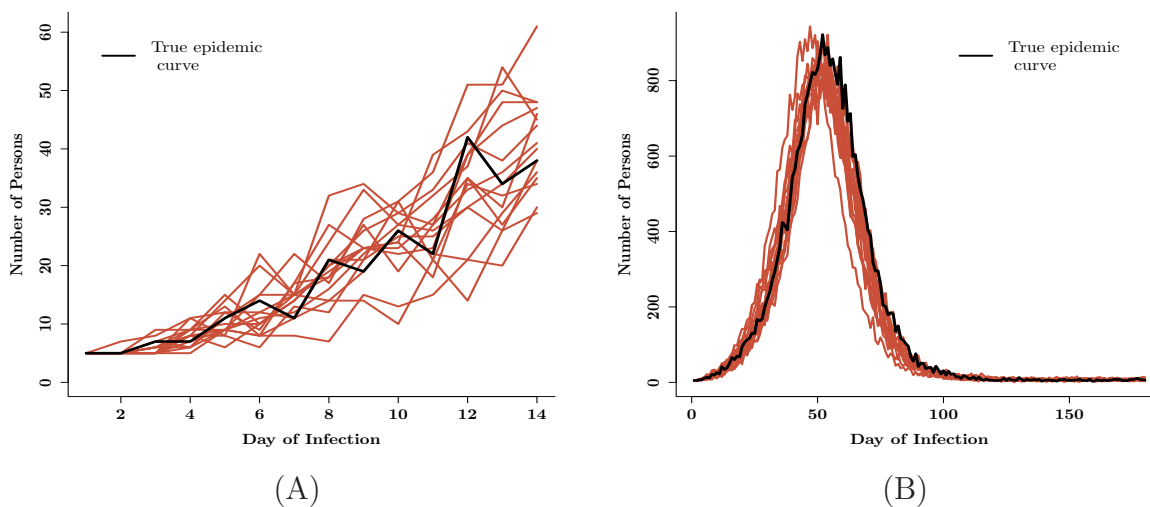 True epidemic
curve
Number of Persons
60
50
40
30
20
10
0
2 4 6 8 10 12 14
Day of Infection
(A)
True epidemic
curve
Number of Persons
800
600
400
200
0
0 50 100 150
Day of Infection
(B)